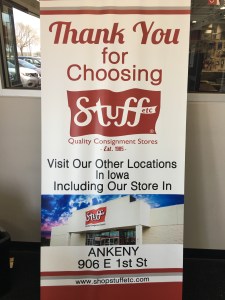 Thank You
for
Choosing
Stuff etc
Quality Consignment Stores
Est. 1985
Visit Our Other Locations
In Iowa
Including Our Store In
Stuff
ANKENY
906 E 1st St
www.shopstuffetc.com